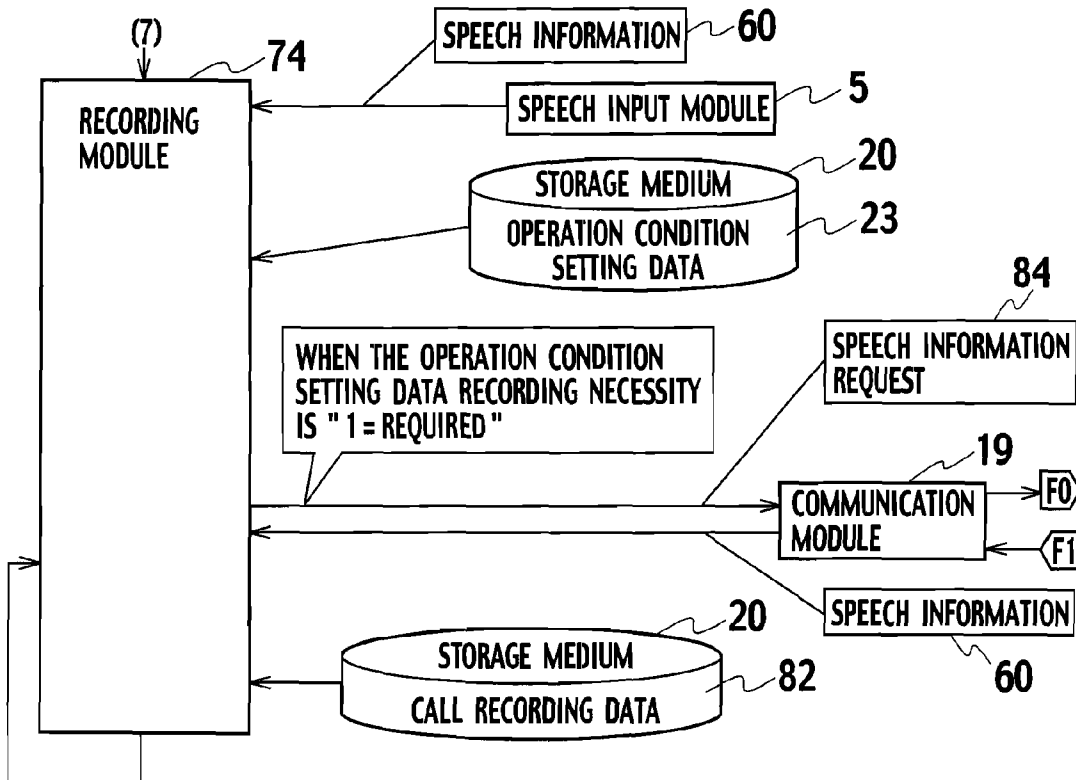 (7)
74
SPEECH INFORMATION
60
RECORDING
MODULE
SPEECH INPUT MODULE
5
20
STORAGE MEDIUM
OPERATION CONDITION
SETTING DATA
23
84
SPEECH INFORMATION
REQUEST
WHEN THE OPERATION CONDITION
SETTING DATA RECORDING NECESSITY
IS "1=REQUIRED"
19
COMMUNICATION
MODULE
F0
F1
SPEECH INFORMATION
60
20
STORAGE MEDIUM
CALL RECORDING DATA
82